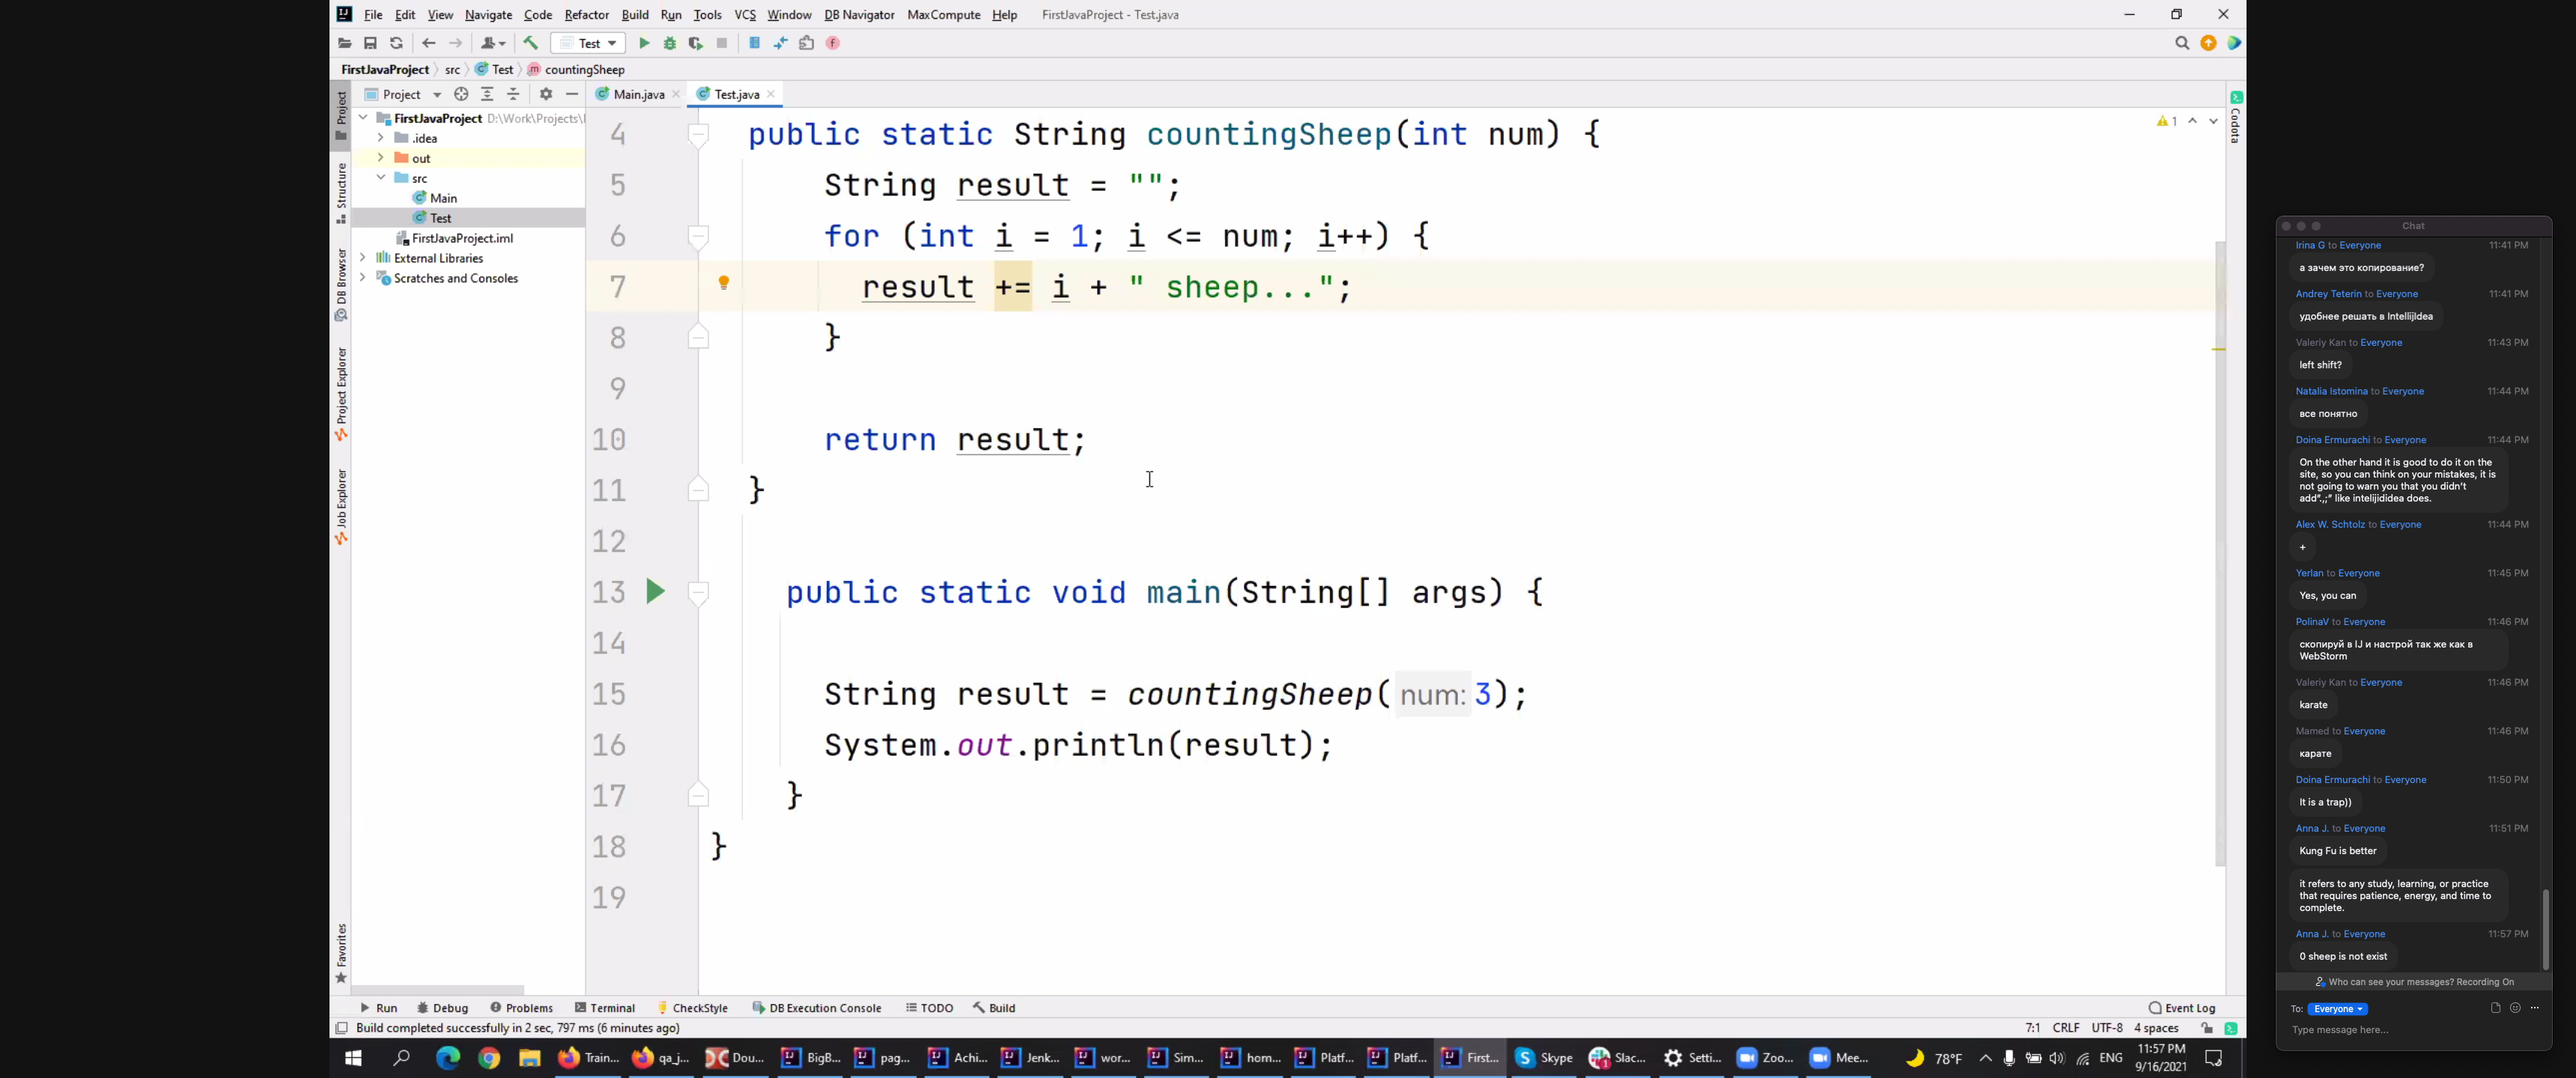 File Edit View Navigate Code Refactor Build Run Tools VCS Window DB Navigator MaxCompute Help FirstJavaProject - Test.java
Test
FirstJavaProject src Test countingSheep
Project
Main.java Test.java
FirstJavaProject D:\Work\Projects\
.idea
out
src
Main
Test
FirstJavaProject.iml
External Libraries
Scratches and Consoles
Project
Structure
DB Browser
Project Explorer
Job Explorer
Favorites
4 public static String countingSheep(int num) {
5 String result = "";
6 for (int i = 1; i <= num; i++) {
7 result += i + " sheep...";
8 }
9
10 return result;
11 }
12
13 public static void main(String[] args) {
14
15 String result = countingSheep( num: 3);
16 System.out.println(result);
17 }
18 }
19
1
Codota
Run Debug Problems Terminal CheckStyle DB Execution Console TODO Build Event Log
Build completed successfully in 2 sec, 797 ms (6 minutes ago) 7:1 CRLF UTF-8 4 spaces
Train... qa_j... Dou... BigB... pag... Achi... Jenk... wor... Sim... hom... Platf... Platf... First... Skype Slac... Setti... Zoo... Mee... 78°F ENG 11:57 PM
9/16/2021
Chat
Irina G to Everyone 11:41 PM
а зачем это копирование?
Andrey Teterin to Everyone 11:41 PM
удобнее решать в IntellijIdea
Valeriy Kan to Everyone 11:43 PM
left shift?
Natalia Istomina to Everyone 11:44 PM
все понятно
Doina Ermurachi to Everyone 11:44 PM
On the other hand it is good to do it on the
site, so you can think on your mistakes, it is
not going to warn you that you didn't
add".,;" like intelijididea does.
Alex W. Schtolz to Everyone 11:44 PM
+
Yerlan to Everyone 11:45 PM
Yes, you can
PolinaV to Everyone 11:46 PM
скопируй в IJ и настрой так же как в
WebStorm
Valeriy Kan to Everyone 11:46 PM
karate
Mamed to Everyone 11:46 PM
карате
Doina Ermurachi to Everyone 11:50 PM
It is a trap))
Anna J. to Everyone 11:51 PM
Kung Fu is better
it refers to any study, learning, or practice
that requires patience, energy, and time to
complete.
Anna J. to Everyone 11:57 PM
0 sheep is not exist
Who can see your messages? Recording On
To: Everyone
Type message here...